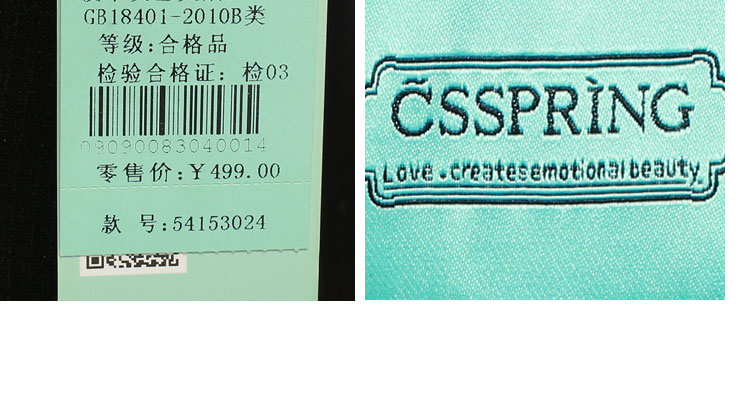 GB18401-2010B类
等级:合格品
检验合格证: 检03
09090083040014
零售价:￥499.00
款 号:54153024
C̃SSPRÌNG
Love.createsemotionalbeauty